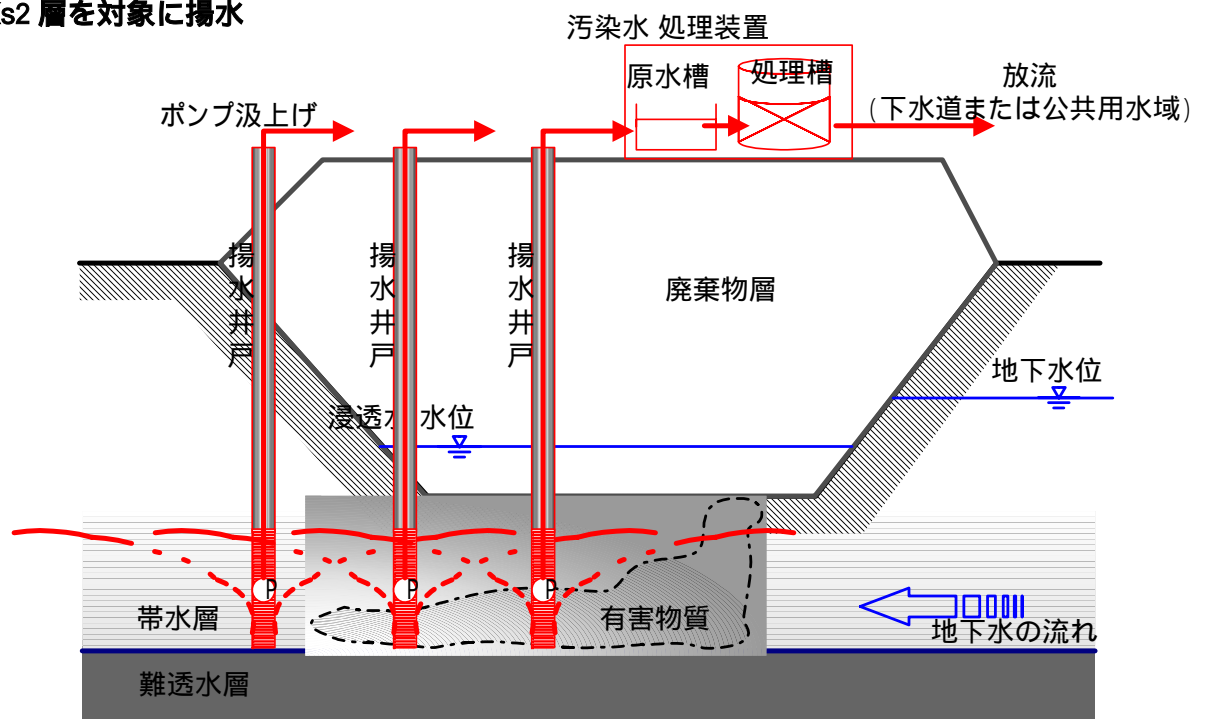 s2 層を対象に揚水
汚染水 処理装置
原水槽
処理槽
放流
(下水道または公共用水域)
ポンプ汲上げ
揚水井戸
揚水井戸
揚水井戸
廃棄物層
地下水位
浸透水 水位
P
P
P
帯水層
有害物質
地下水の流れ
難透水層